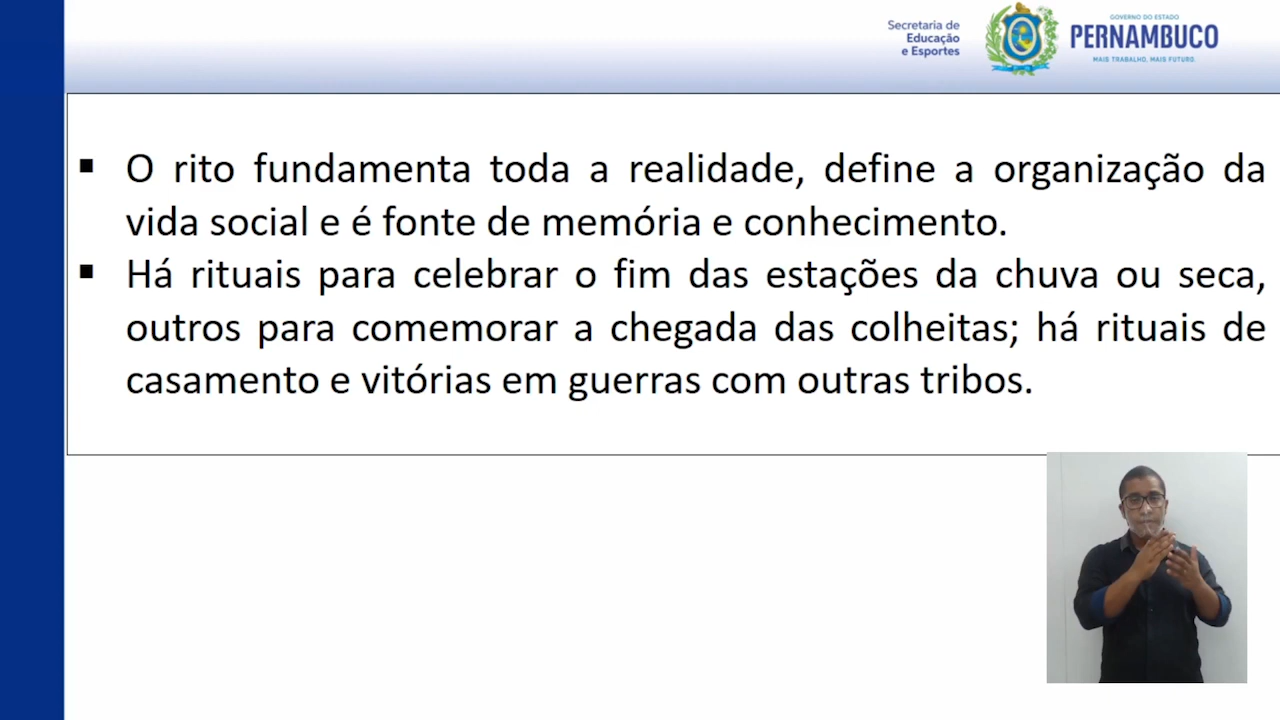 Secretaria de
Educação
e Esportes
GOVERNO DO ESTADO
PERNAMBUCO
MAIS TRABALHO, MAIS FUTURO.
▪ O rito fundamenta toda a realidade, define a organização da
vida social e é fonte de memória e conhecimento.
▪ Há rituais para celebrar o fim das estações da chuva ou seca,
outros para comemorar a chegada das colheitas; há rituais de
casamento e vitórias em guerras com outras tribos.